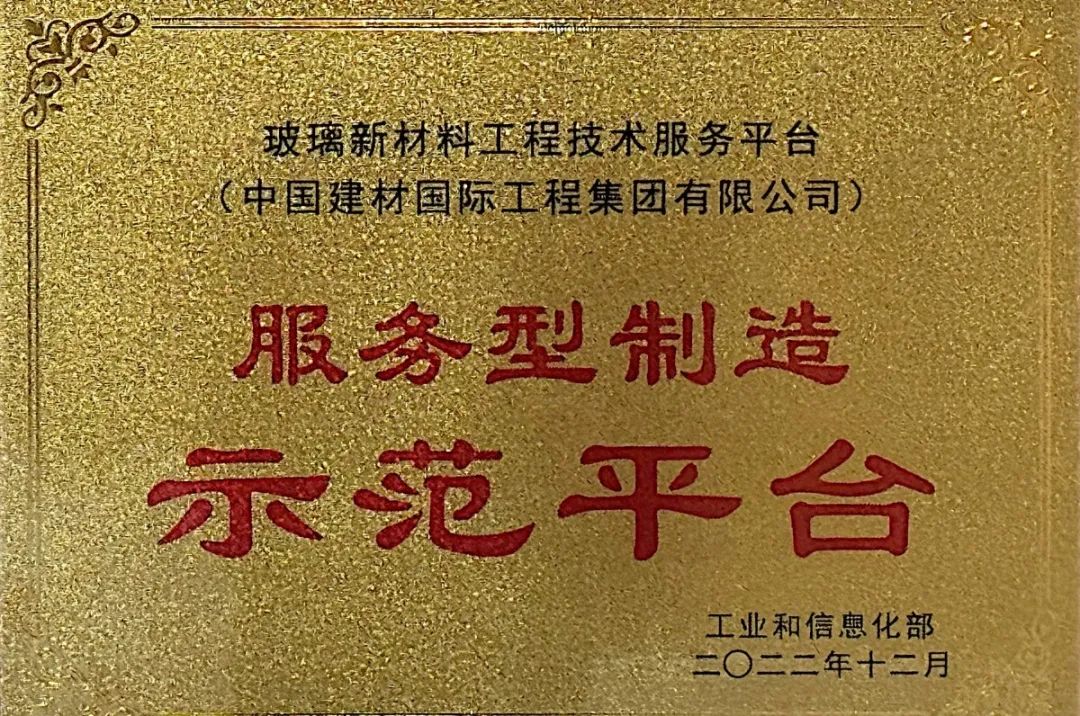 玻璃新材料工程技术服务平台
（中国建材国际工程集团有限公司）
服务型制造
示范平台
工业和信息化部
二〇二二年十二月